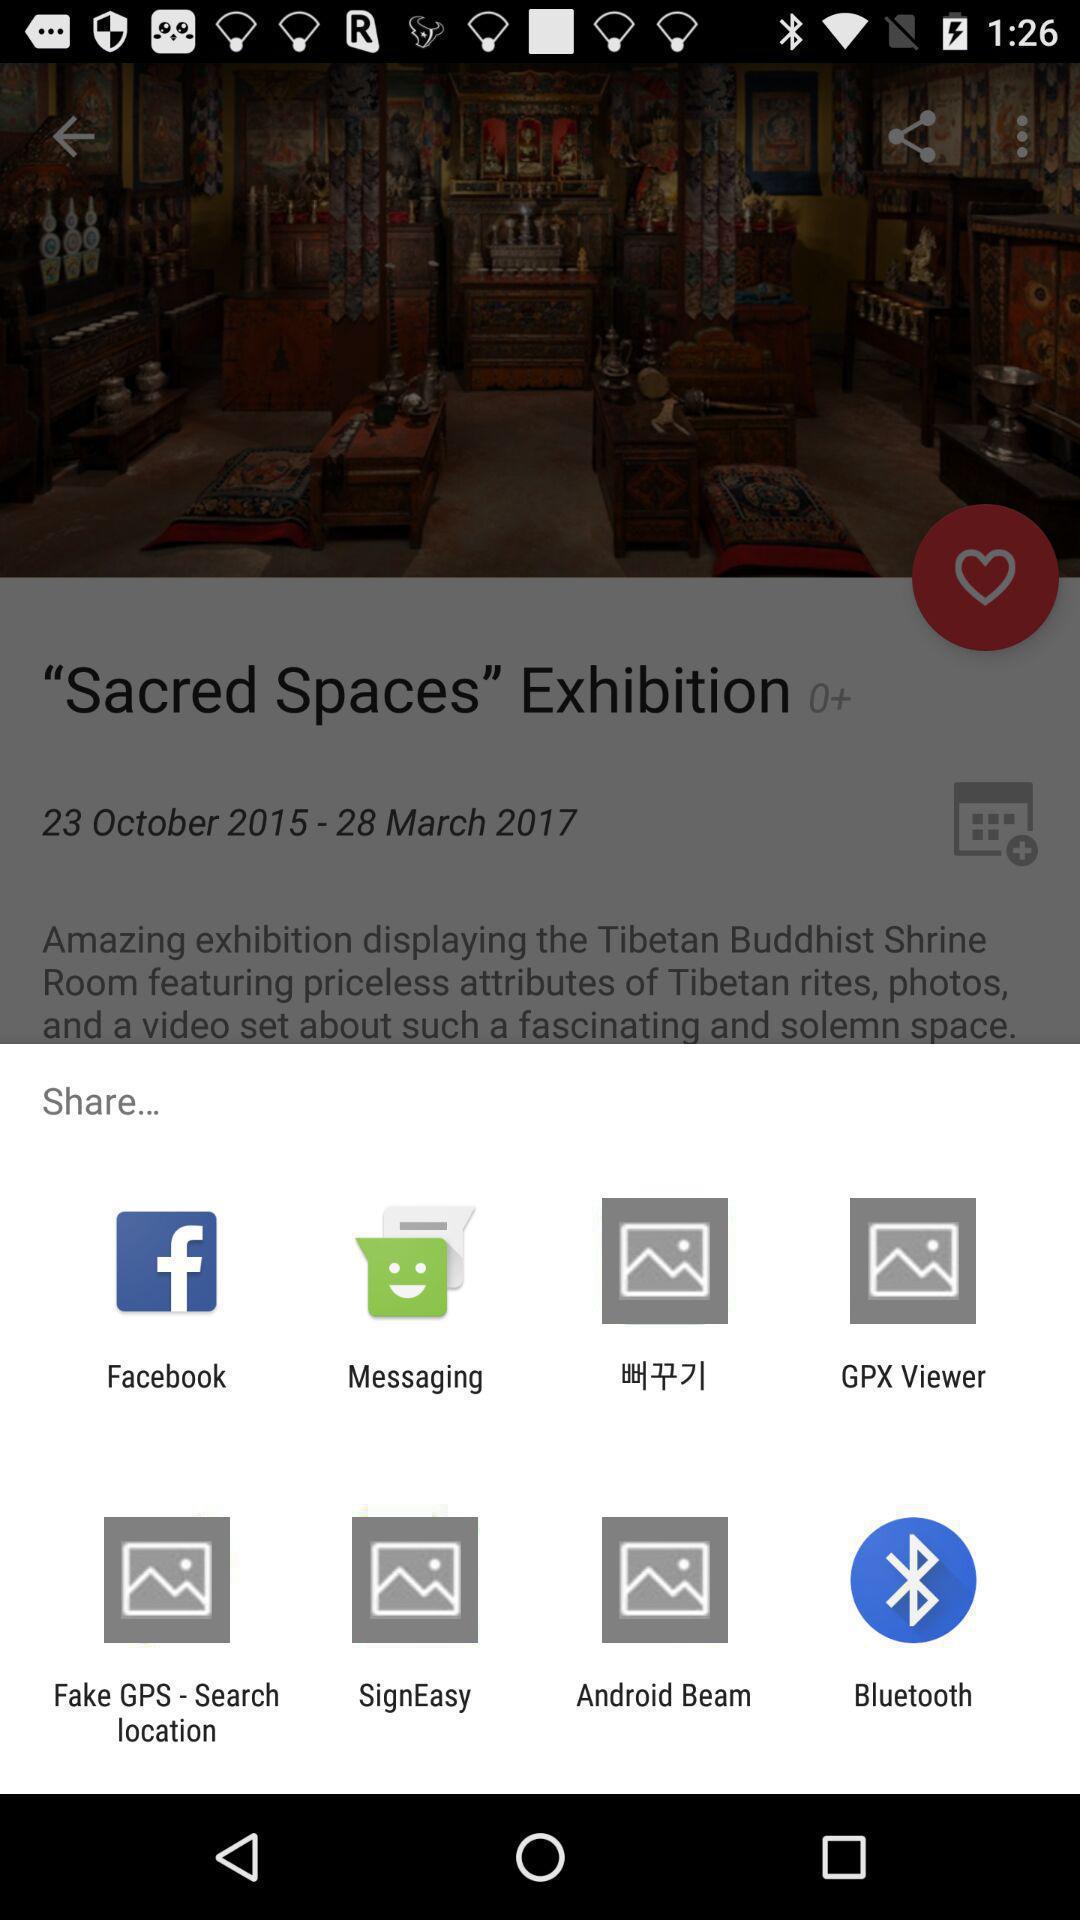 1:26
“Sacred Spaces” Exhibition 0+
23 October 2015 - 28 March 2017
Amazing exhibition displaying the Tibetan Buddhist Shrine
Room featuring priceless attributes of Tibetan rites, photos,
and a video set about such a fascinating and solemn space.
Share…
Facebook
Messaging
뻐꾸기
GPX Viewer
Fake GPS - Search
location
SignEasy
Android Beam
Bluetooth